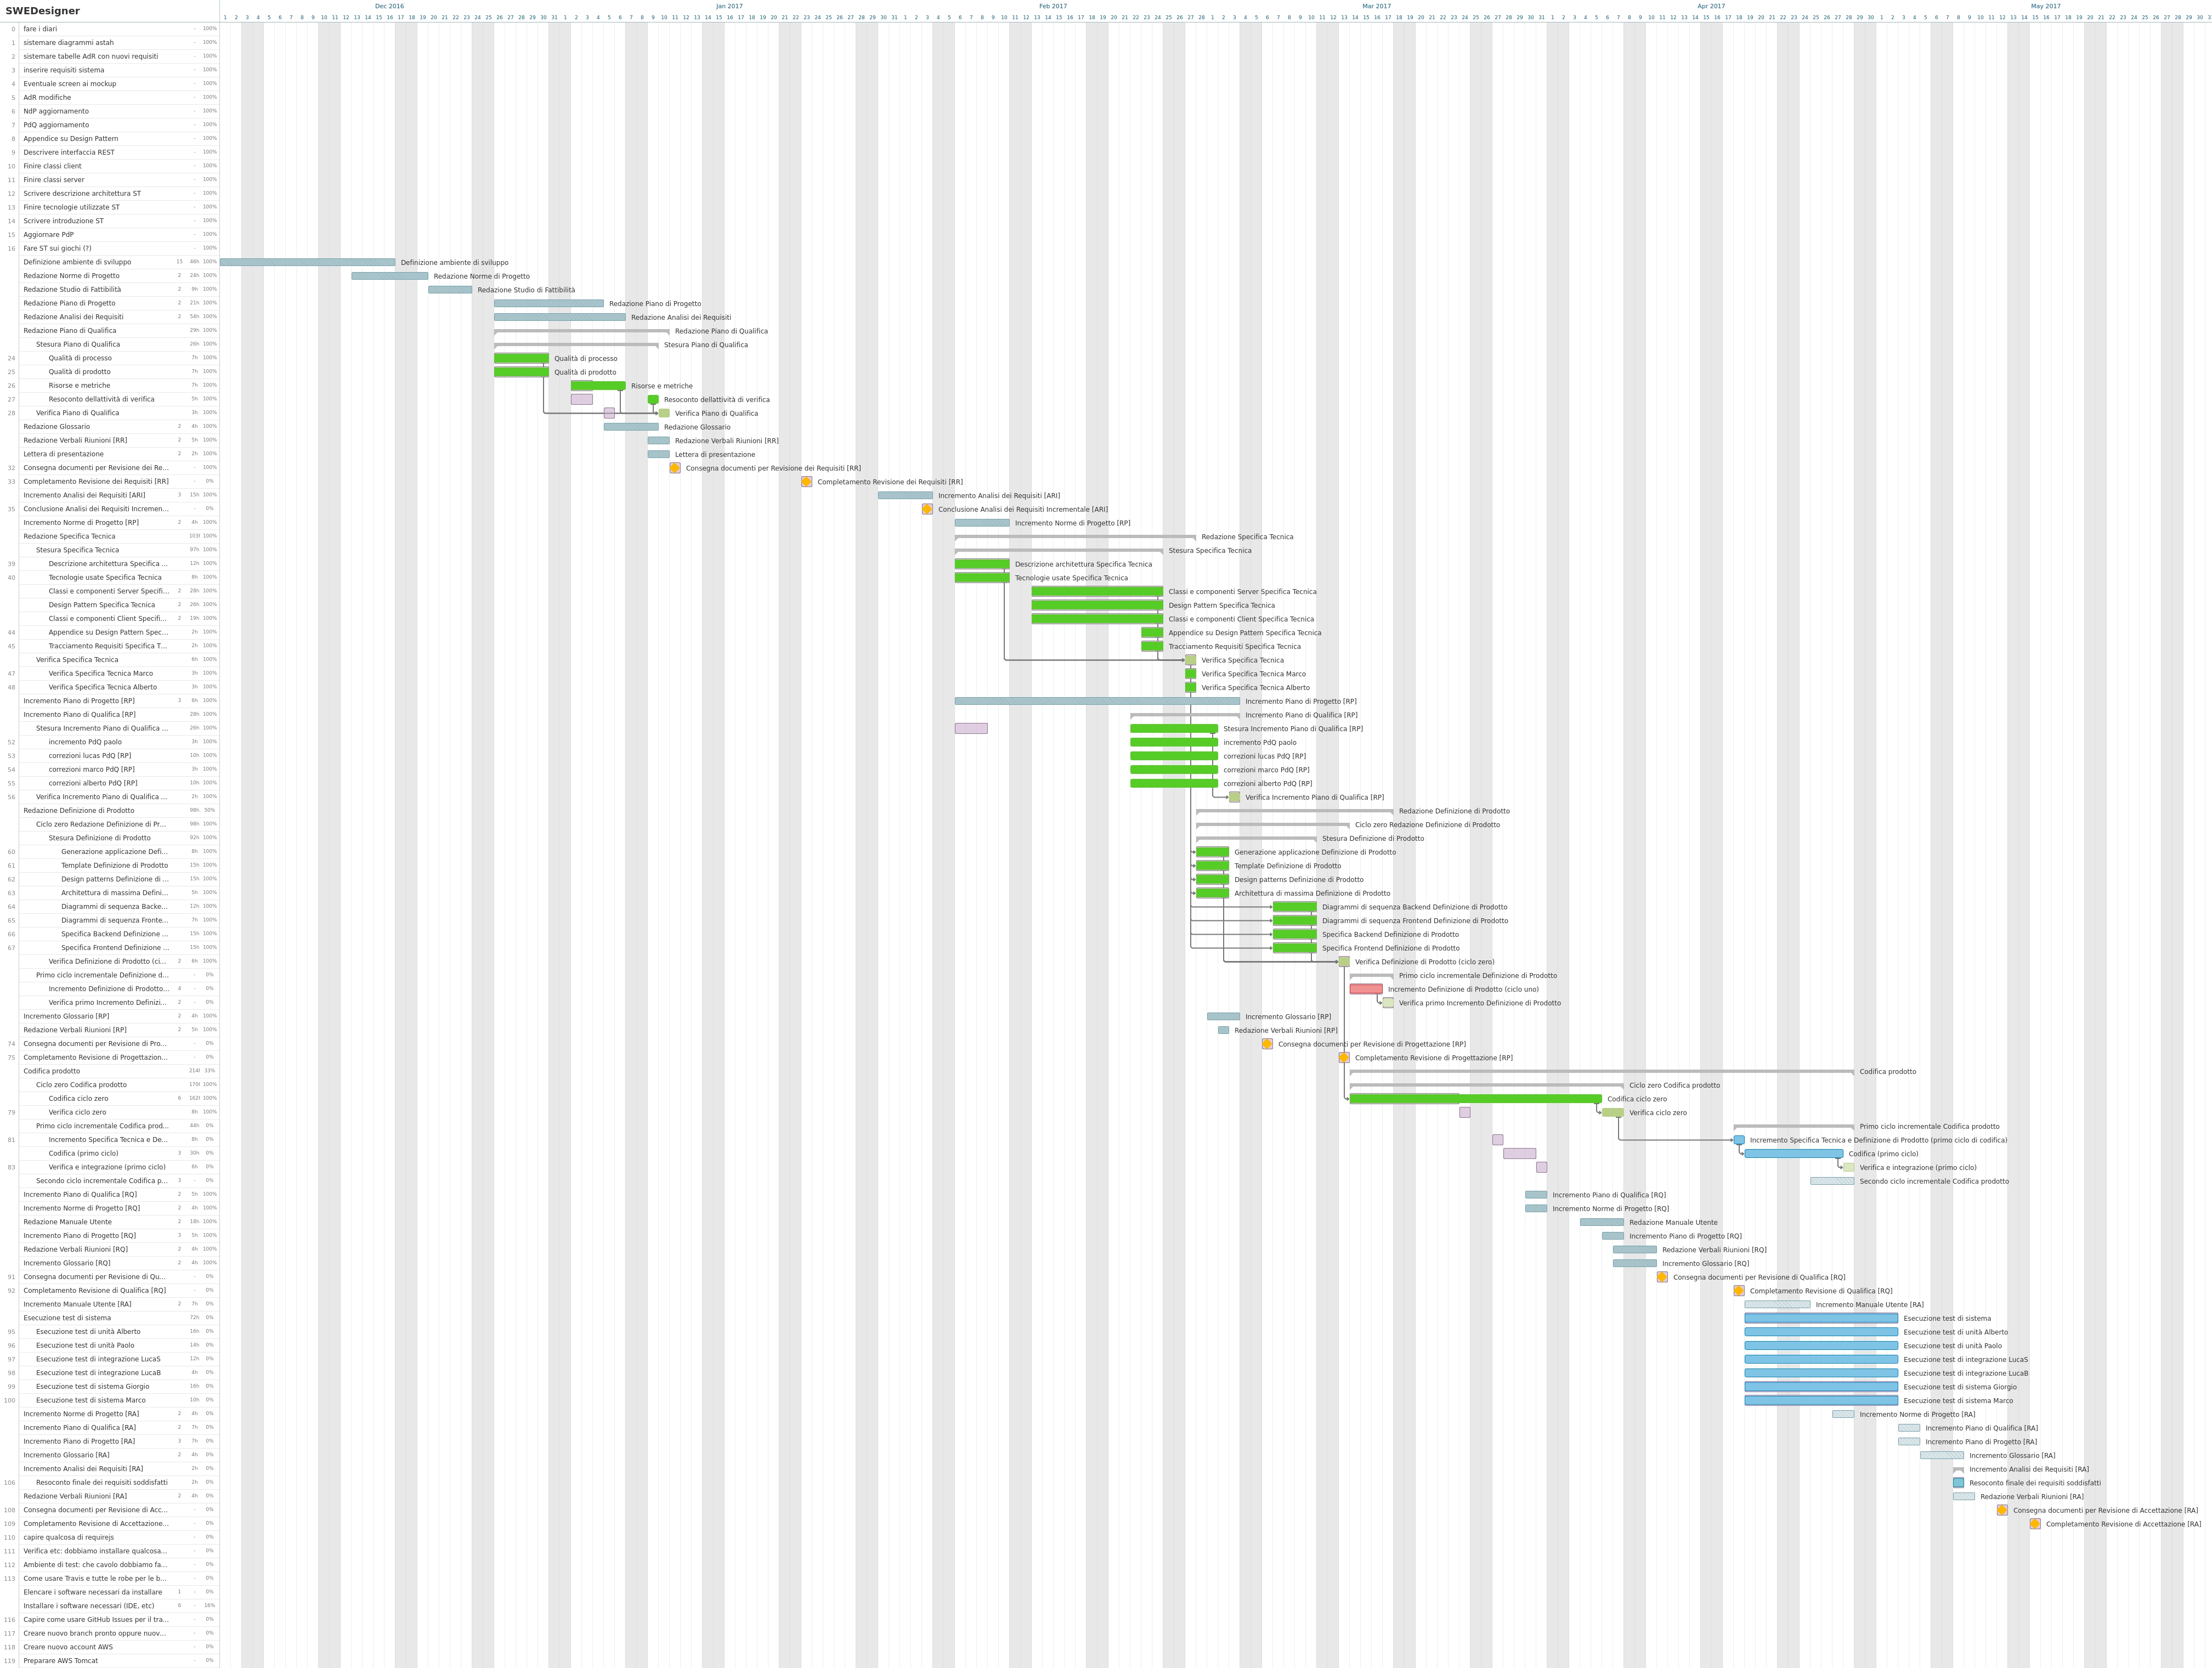 SWEDesigner
Dec 2016 Jan 2017 Feb 2017 Mar 2017 Apr 2017 May 2017
0 fare i diari - 100%
1 sistemare diagrammi astah - 100%
2 sistemare tabelle AdR con nuovi requisiti - 100%
3 inserire requisiti sistema - 100%
4 Eventuale screen ai mockup - 100%
5 AdR modifiche - 100%
6 NdP aggiornamento - 100%
7 PdQ aggiornamento - 100%
8 Appendice su Design Pattern - 100%
9 Descrivere interfaccia REST - 100%
10 Finire classi client - 100%
11 Finire classi server - 100%
12 Scrivere descrizione architettura ST - 100%
13 Finire tecnologie utilizzate ST - 100%
14 Scrivere introduzione ST - 100%
15 Aggiornare PdP - 100%
16 Fare ST sui giochi (?) - 100%
Definizione ambiente di sviluppo 15 46h 100% Definizione ambiente di sviluppo
Redazione Norme di Progetto 2 24h 100% Redazione Norme di Progetto
Redazione Studio di Fattibilità 2 9h 100% Redazione Studio di Fattibilità
Redazione Piano di Progetto 2 21h 100% Redazione Piano di Progetto
Redazione Analisi dei Requisiti 2 54h 100% Redazione Analisi dei Requisiti
Redazione Piano di Qualifica 29h 100% Redazione Piano di Qualifica
Stesura Piano di Qualifica 26h 100% Stesura Piano di Qualifica
24 Qualità di processo 7h 100% Qualità di processo
25 Qualità di prodotto 7h 100% Qualità di prodotto
26 Risorse e metriche 7h 100% Risorse e metriche
27 Resoconto dellattività di verifica 5h 100% Resoconto dellattività di verifica
28 Verifica Piano di Qualifica 3h 100% Verifica Piano di Qualifica
Redazione Glossario 2 4h 100% Redazione Glossario
Redazione Verbali Riunioni [RR] 2 5h 100% Redazione Verbali Riunioni [RR]
Lettera di presentazione 2 2h 100% Lettera di presentazione
32 Consegna documenti per Revisione dei Re... - 100% Consegna documenti per Revisione dei Requisiti [RR]
33 Completamento Revisione dei Requisiti [RR] - 0% Completamento Revisione dei Requisiti [RR]
Incremento Analisi dei Requisiti [ARI] 3 15h 100% Incremento Analisi dei Requisiti [ARI]
35 Conclusione Analisi dei Requisiti Incremen... - 0% Conclusione Analisi dei Requisiti Incrementale [ARI]
Incremento Norme di Progetto [RP] 2 4h 100% Incremento Norme di Progetto [RP]
Redazione Specifica Tecnica 100% Redazione Specifica Tecnica
Stesura Specifica Tecnica 97h 100% Stesura Specifica Tecnica
39 Descrizione architettura Specifica ... 12h 100% Descrizione architettura Specifica Tecnica
40 Tecnologie usate Specifica Tecnica 8h 100% Tecnologie usate Specifica Tecnica
Classi e componenti Server Specifi... 2 28h 100% Classi e componenti Server Specifica Tecnica
Design Pattern Specifica Tecnica 2 26h 100% Design Pattern Specifica Tecnica
Classi e componenti Client Specifi... 2 19h 100% Classi e componenti Client Specifica Tecnica
44 Appendice su Design Pattern Spec... 2h 100% Appendice su Design Pattern Specifica Tecnica
45 Tracciamento Requisiti Specifica T... 2h 100% Tracciamento Requisiti Specifica Tecnica
Verifica Specifica Tecnica 6h 100% Verifica Specifica Tecnica
47 Verifica Specifica Tecnica Marco 3h 100% Verifica Specifica Tecnica Marco
48 Verifica Specifica Tecnica Alberto 3h 100% Verifica Specifica Tecnica Alberto
Incremento Piano di Progetto [RP] 3 6h 100% Incremento Piano di Progetto [RP]
Incremento Piano di Qualifica [RP] 28h 100% Incremento Piano di Qualifica [RP]
Stesura Incremento Piano di Qualifica ... 26h 100% Stesura Incremento Piano di Qualifica [RP]
52 incremento PdQ paolo 3h 100% incremento PdQ paolo
53 correzioni lucas PdQ [RP] 10h 100% correzioni lucas PdQ [RP]
54 correzioni marco PdQ [RP] 3h 100% correzioni marco PdQ [RP]
55 correzioni alberto PdQ [RP] 10h 100% correzioni alberto PdQ [RP]
56 Verifica Incremento Piano di Qualifica ... 2h 100% Verifica Incremento Piano di Qualifica [RP]
Redazione Definizione di Prodotto 98h 50% Redazione Definizione di Prodotto
Ciclo zero Redazione Definizione di Pr... 98h 100% Ciclo zero Redazione Definizione di Prodotto
Stesura Definizione di Prodotto 92h 100% Stesura Definizione di Prodotto
60 Generazione applicazione Defi... 8h 100% Generazione applicazione Definizione di Prodotto
61 Template Definizione di Prodotto 15h 100% Template Definizione di Prodotto
62 Design patterns Definizione di ... 15h 100% Design patterns Definizione di Prodotto
63 Architettura di massima Defini... 5h 100% Architettura di massima Definizione di Prodotto
64 Diagrammi di sequenza Backe... 12h 100% Diagrammi di sequenza Backend Definizione di Prodotto
65 Diagrammi di sequenza Fronte... 7h 100% Diagrammi di sequenza Frontend Definizione di Prodotto
66 Specifica Backend Definizione ... 15h 100% Specifica Backend Definizione di Prodotto
67 Specifica Frontend Definizione ... 15h 100% Specifica Frontend Definizione di Prodotto
Verifica Definizione di Prodotto (ci... 2 6h 100% Verifica Definizione di Prodotto (ciclo zero)
Primo ciclo incrementale Definizione d... - 0% Primo ciclo incrementale Definizione di Prodotto
Incremento Definizione di Prodotto... 4 - 0% Incremento Definizione di Prodotto (ciclo uno)
Verifica primo Incremento Definizi... 2 - 0% Verifica primo Incremento Definizione di Prodotto
Incremento Glossario [RP] 2 4h 100% Incremento Glossario [RP]
Redazione Verbali Riunioni [RP] 2 5h 100% Redazione Verbali Riunioni [RP]
74 Consegna documenti per Revisione di Pro... - 0% Consegna documenti per Revisione di Progettazione [RP]
75 Completamento Revisione di Progettazion... - 0% Completamento Revisione di Progettazione [RP]
Codifica prodotto 33% Codifica prodotto
Ciclo zero Codifica prodotto 100% Ciclo zero Codifica prodotto
Codifica ciclo zero 6 100% Codifica ciclo zero
79 Verifica ciclo zero 8h 100% Verifica ciclo zero
Primo ciclo incrementale Codifica prod... 44h 0% Primo ciclo incrementale Codifica prodotto
81 Incremento Specifica Tecnica e De... 8h 0% Incremento Specifica Tecnica e Definizione di Prodotto (primo ciclo di codifica)
Codifica (primo ciclo) 3 30h 0% Codifica (primo ciclo)
83 Verifica e integrazione (primo ciclo) 6h 0% Verifica e integrazione (primo ciclo)
Secondo ciclo incrementale Codifica p... 3 - 0% Secondo ciclo incrementale Codifica prodotto
Incremento Piano di Qualifica [RQ] 2 5h 100% Incremento Piano di Qualifica [RQ]
Incremento Norme di Progetto [RQ] 2 4h 100% Incremento Norme di Progetto [RQ]
Redazione Manuale Utente 2 18h 100% Redazione Manuale Utente
Incremento Piano di Progetto [RQ] 3 5h 100% Incremento Piano di Progetto [RQ]
Redazione Verbali Riunioni [RQ] 2 4h 100% Redazione Verbali Riunioni [RQ]
Incremento Glossario [RQ] 2 4h 100% Incremento Glossario [RQ]
91 Consegna documenti per Revisione di Qu... - 0% Consegna documenti per Revisione di Qualifica [RQ]
92 Completamento Revisione di Qualifica [RQ] - 0% Completamento Revisione di Qualifica [RQ]
Incremento Manuale Utente [RA] 2 7h 0% Incremento Manuale Utente [RA]
Esecuzione test di sistema 72h 0% Esecuzione test di sistema
95 Esecuzione test di unità Alberto 16h 0% Esecuzione test di unità Alberto
96 Esecuzione test di unità Paolo 14h 0% Esecuzione test di unità Paolo
97 Esecuzione test di integrazione LucaS 12h 0% Esecuzione test di integrazione LucaS
98 Esecuzione test di integrazione LucaB 4h 0% Esecuzione test di integrazione LucaB
99 Esecuzione test di sistema Giorgio 16h 0% Esecuzione test di sistema Giorgio
100 Esecuzione test di sistema Marco 10h 0% Esecuzione test di sistema Marco
Incremento Norme di Progetto [RA] 2 4h 0% Incremento Norme di Progetto [RA]
Incremento Piano di Qualifica [RA] 2 7h 0% Incremento Piano di Qualifica [RA]
Incremento Piano di Progetto [RA] 3 7h 0% Incremento Piano di Progetto [RA]
Incremento Glossario [RA] 2 4h 0% Incremento Glossario [RA]
Incremento Analisi dei Requisiti [RA] 2h 0% Incremento Analisi dei Requisiti [RA]
106 Resoconto finale dei requisiti soddisfatti 2h 0% Resoconto finale dei requisiti soddisfatti
Redazione Verbali Riunioni [RA] 2 4h 0% Redazione Verbali Riunioni [RA]
108 Consegna documenti per Revisione di Acc... - 0% Consegna documenti per Revisione di Accettazione [RA]
109 Completamento Revisione di Accettazione... - 0% Completamento Revisione di Accettazione [RA]
110 capire qualcosa di requirejs - 0%
111 Verifica etc: dobbiamo installare qualcosa... - 0%
112 Ambiente di test: che cavolo dobbiamo fa... - 0%
113 Come usare Travis e tutte le robe per le b... - 0%
Elencare i software necessari da installare 1 - 0%
Installare i software necessari (IDE, etc) 6 - 16%
116 Capire come usare GitHub Issues per il tra... - 0%
117 Creare nuovo branch pronto oppure nuov... - 0%
118 Creare nuovo account AWS - 0%
119 Preparare AWS Tomcat - 0%